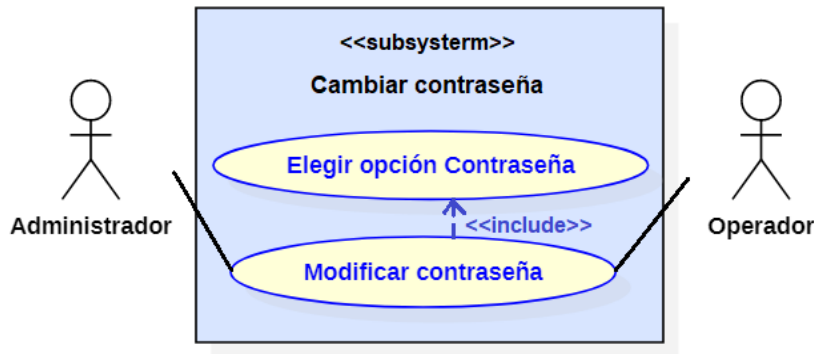 <<subsysterm>>
Cambiar contraseña
Elegir opción Contraseña
Administrador
<<include>>
Operador
Modificar contraseña